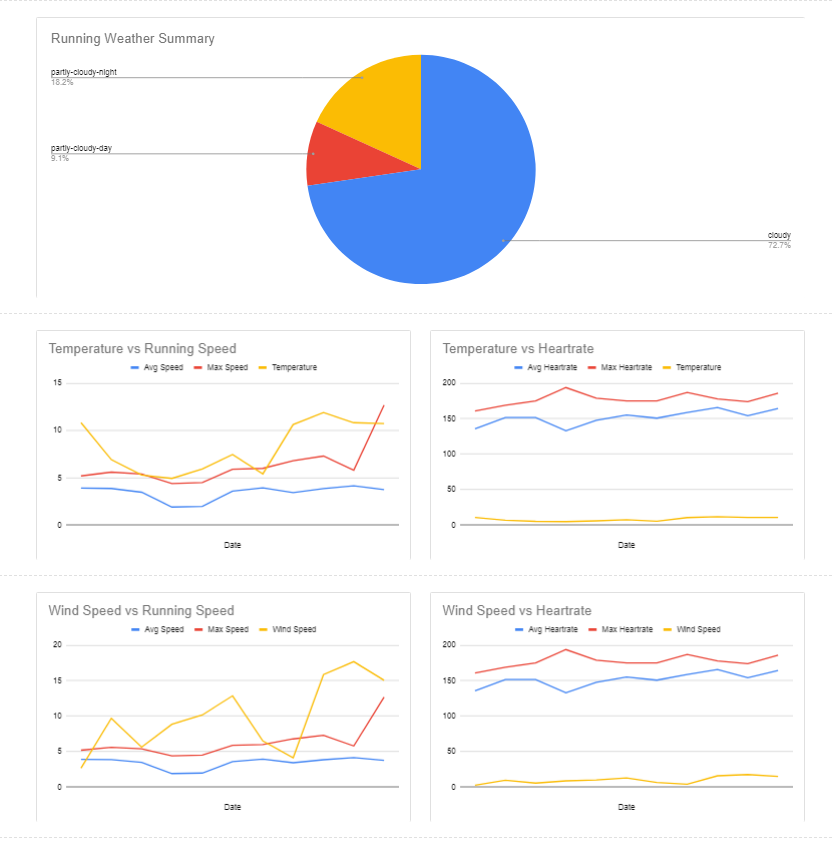 Running Weather Summary
partly-cloudy-night
18.2%
partly-cloudy-day
9.1%
cloudy
72.7%
Temperature vs Running Speed
Avg Speed Max Speed Temperature
15
10
5
0
Date
Temperature vs Heartrate
Avg Heartrate Max Heartrate Temperature
200
150
100
50
0
Date
Wind Speed vs Running Speed
Avg Speed Max Speed Wind Speed
20
15
10
5
0
Date
Wind Speed vs Heartrate
Avg Heartrate Max Heartrate Wind Speed
200
150
100
50
0
Date